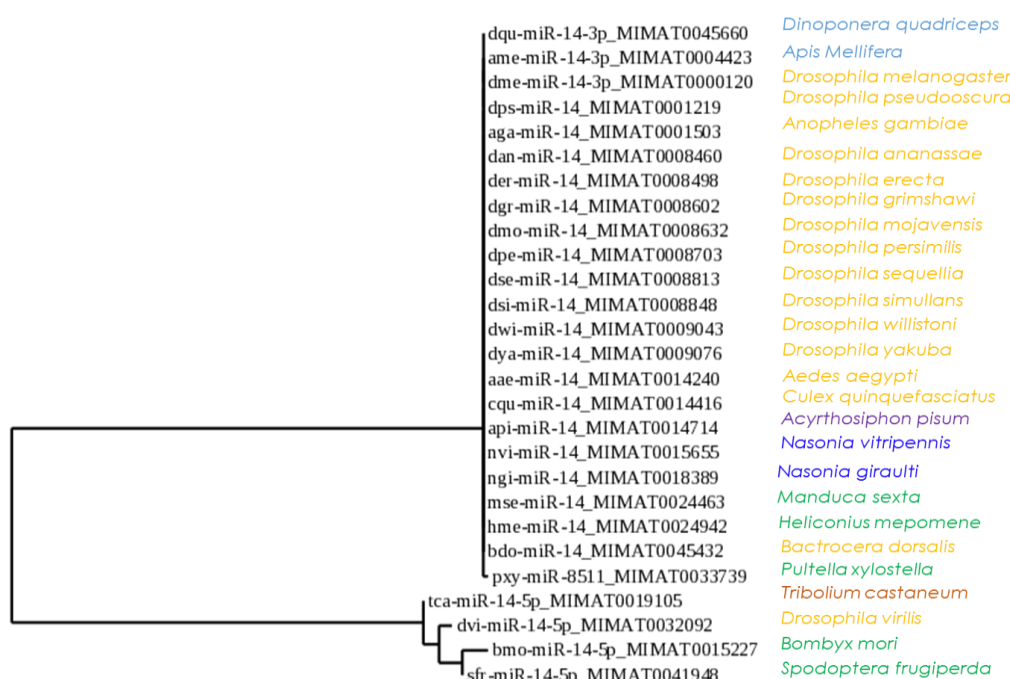 dqu-miR-14-3p_MIMAT0045660 Dinoponera quadriceps
ame-miR-14-3p_MIMAT0004423 Apis Mellifera
dme-miR-14-3p_MIMAT0000120 Drosophila melanogaster
dps-miR-14_MIMAT0001219 Drosophila pseudooscura
aga-miR-14_MIMAT0001503 Anopheles gambiae
dan-miR-14_MIMAT0008460 Drosophila ananassae
der-miR-14_MIMAT0008498 Drosophila erecta
dgr-miR-14_MIMAT0008602 Drosophila grimshawi
dmo-miR-14_MIMAT0008632 Drosophila mojavensis
dpe-miR-14_MIMAT0008703 Drosophila persimilis
dse-miR-14_MIMAT0008813 Drosophila sequellia
dsi-miR-14_MIMAT0008848 Drosophila simullans
dwi-miR-14_MIMAT0009043 Drosophila willistoni
dya-miR-14_MIMAT0009076 Drosophila yakuba
aae-miR-14_MIMAT0014240 Aedes aegypti
cqu-miR-14_MIMAT0014416 Culex quinquefasciatus
api-miR-14_MIMAT0014714 Acyrthosiphon pisum
nvi-miR-14_MIMAT0015655 Nasonia vitripennis
ngi-miR-14_MIMAT0018389 Nasonia giraulti
mse-miR-14_MIMAT0024463 Manduca sexta
hme-miR-14_MIMAT0024942 Heliconius mepomene
bdo-miR-14_MIMAT0045432 Bactrocera dorsalis
pxy-miR-8511_MIMAT0033739 Pultella xylostella
tca-miR-14-5p_MIMAT0019105 Tribolium castaneum
dvi-miR-14-5p_MIMAT0032092 Drosophila virilis
bmo-miR-14-5p_MIMAT0015227 Bombyx mori
sfr-miR-14-5p_MIMAT0041948 Spodoptera frugiperda